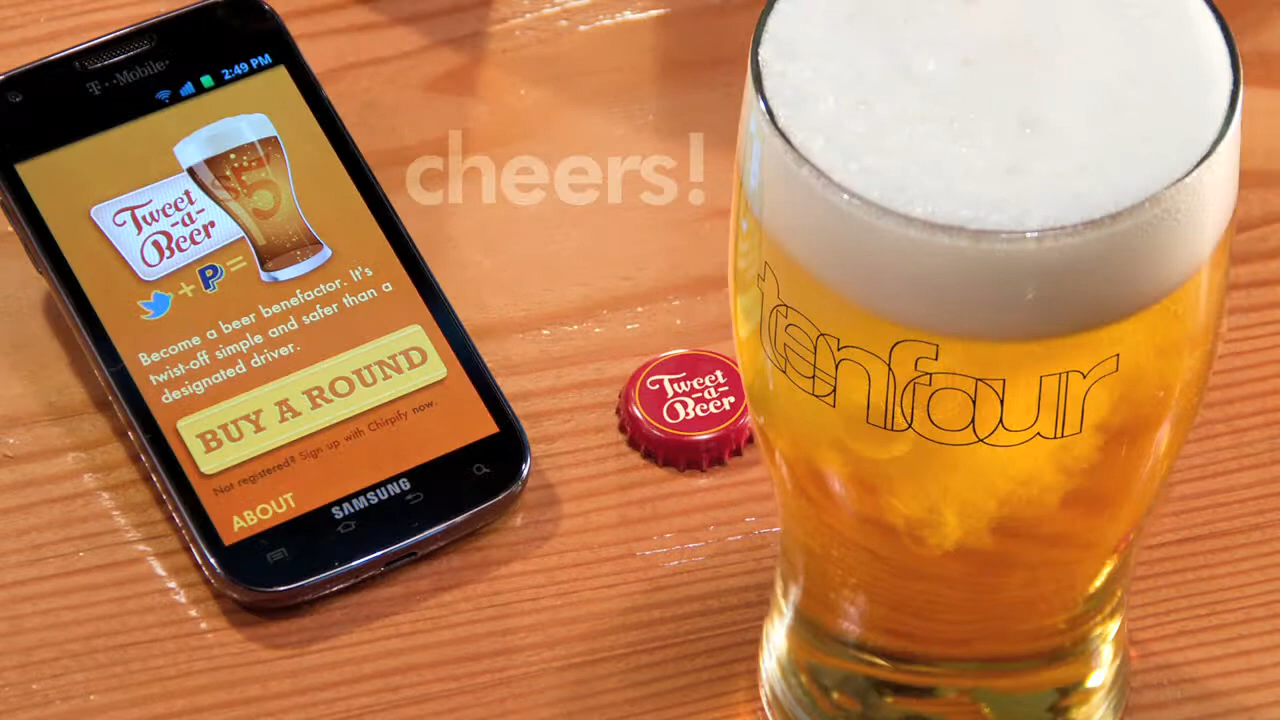 T-Mobile
2:49 PM
$5
Tweet
-a-
Beer
+ P =
Become a beer benefactor. It's
twist-off simple and safer than a
designated driver.
BUY A ROUND
Not registered? Sign up with Chirpify now.
ABOUT
SAMSUNG
cheers!
Tweet
-a-
Beer
tenfour